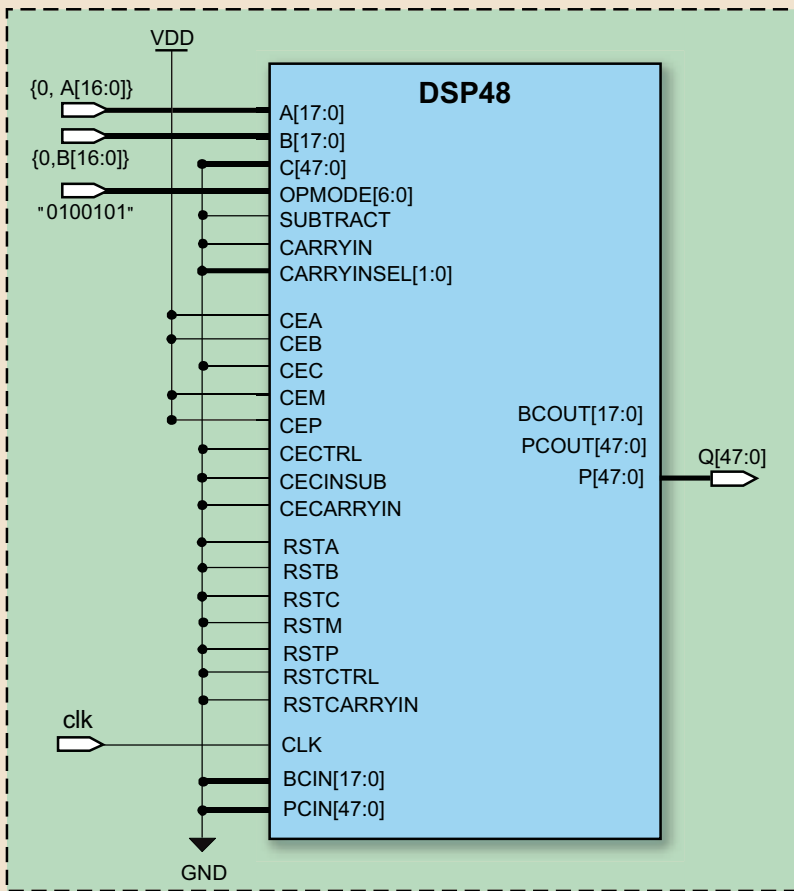 VDD
{0, A[16:0]}
{0,B[16:0]}
"0100101"
DSP48
A[17:0]
B[17:0]
C[47:0]
OPMODE[6:0]
SUBTRACT
CARRYIN
CARRYINSEL[1:0]
CEA
CEB
CEC
CEM
CEP
CECTRL
CECINSUB
CECARRYIN
RSTA
RSTB
RSTC
RSTM
RSTP
RSTCTRL
RSTCARRYIN
clk
CLK
BCIN[17:0]
PCIN[47:0]
BCOUT[17:0]
PCOUT[47:0]
P[47:0]
Q[47:0]
GND